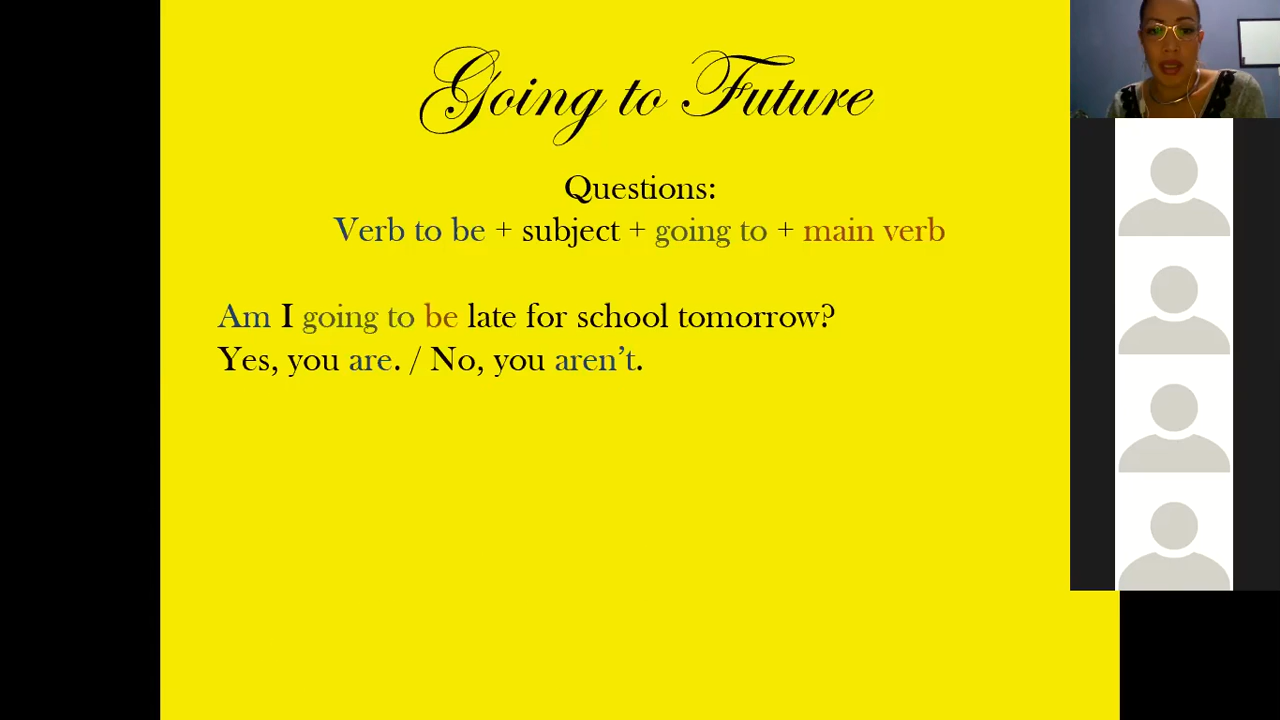 Going to Future
Questions:
Verb to be + subject + going to + main verb
Am I going to be late for school tomorrow?
Yes, you are. / No, you aren’t.